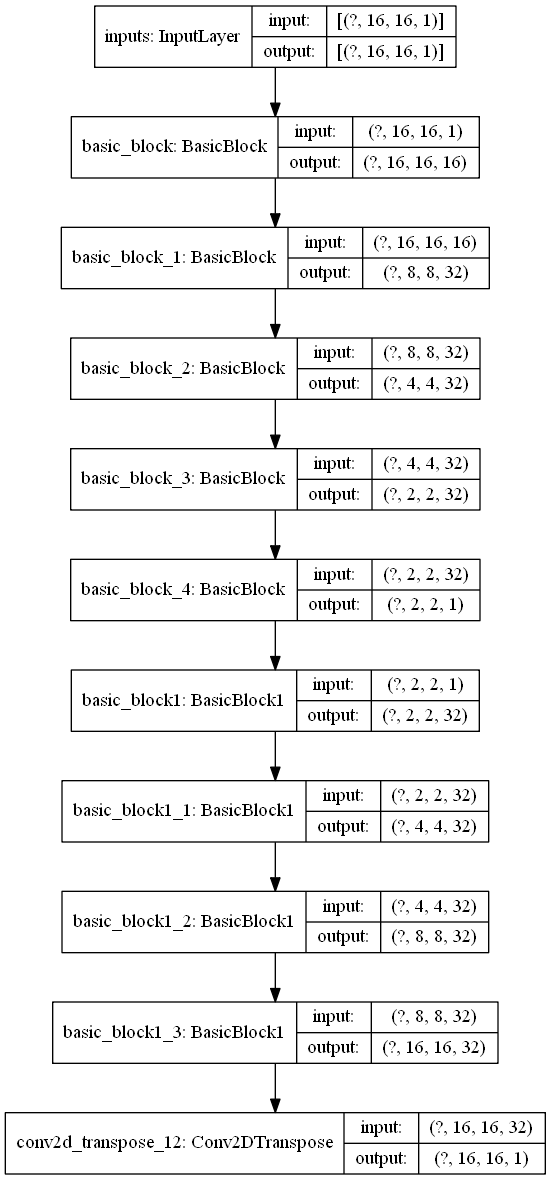 inputs: InputLayer
input: [(?, 16, 16, 1)]
output: [(?, 16, 16, 1)]
basic_block: BasicBlock
input: (?, 16, 16, 1)
output: (?, 16, 16, 16)
basic_block_1: BasicBlock
input: (?, 16, 16, 16)
output: (?, 8, 8, 32)
basic_block_2: BasicBlock
input: (?, 8, 8, 32)
output: (?, 4, 4, 32)
basic_block_3: BasicBlock
input: (?, 4, 4, 32)
output: (?, 2, 2, 32)
basic_block_4: BasicBlock
input: (?, 2, 2, 32)
output: (?, 2, 2, 1)
basic_block1: BasicBlock1
input: (?, 2, 2, 1)
output: (?, 2, 2, 32)
basic_block1_1: BasicBlock1
input: (?, 2, 2, 32)
output: (?, 4, 4, 32)
basic_block1_2: BasicBlock1
input: (?, 4, 4, 32)
output: (?, 8, 8, 32)
basic_block1_3: BasicBlock1
input: (?, 8, 8, 32)
output: (?, 16, 16, 32)
conv2d_transpose_12: Conv2DTranspose
input: (?, 16, 16, 32)
output: (?, 16, 16, 1)